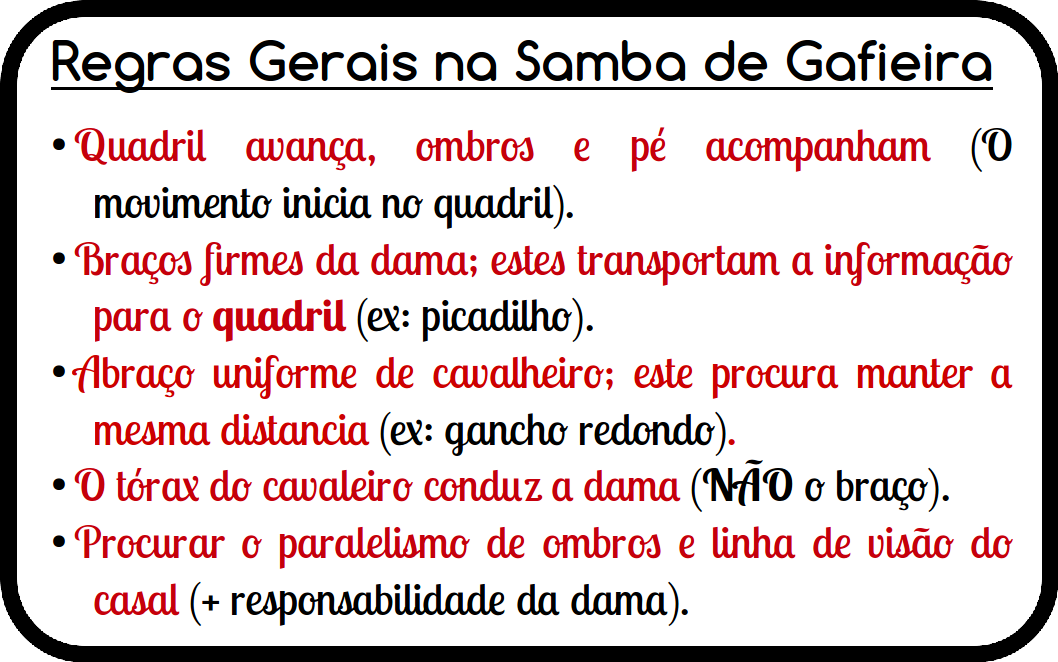 Regras Gerais na Samba de Gafieira
• Quadril avança, ombros e pé acompanham (O
movimento inicia no quadril).
• Braços firmes da dama; estes transportam a informação
para o quadril (ex: picadilho).
• Abraço uniforme de cavalheiro; este procura manter a
mesma distancia (ex: gancho redondo).
• O tórax do cavaleiro conduz a dama (NÃO o braço).
• Procurar o paralelismo de ombros e linha de visão do
casal (+ responsabilidade da dama).